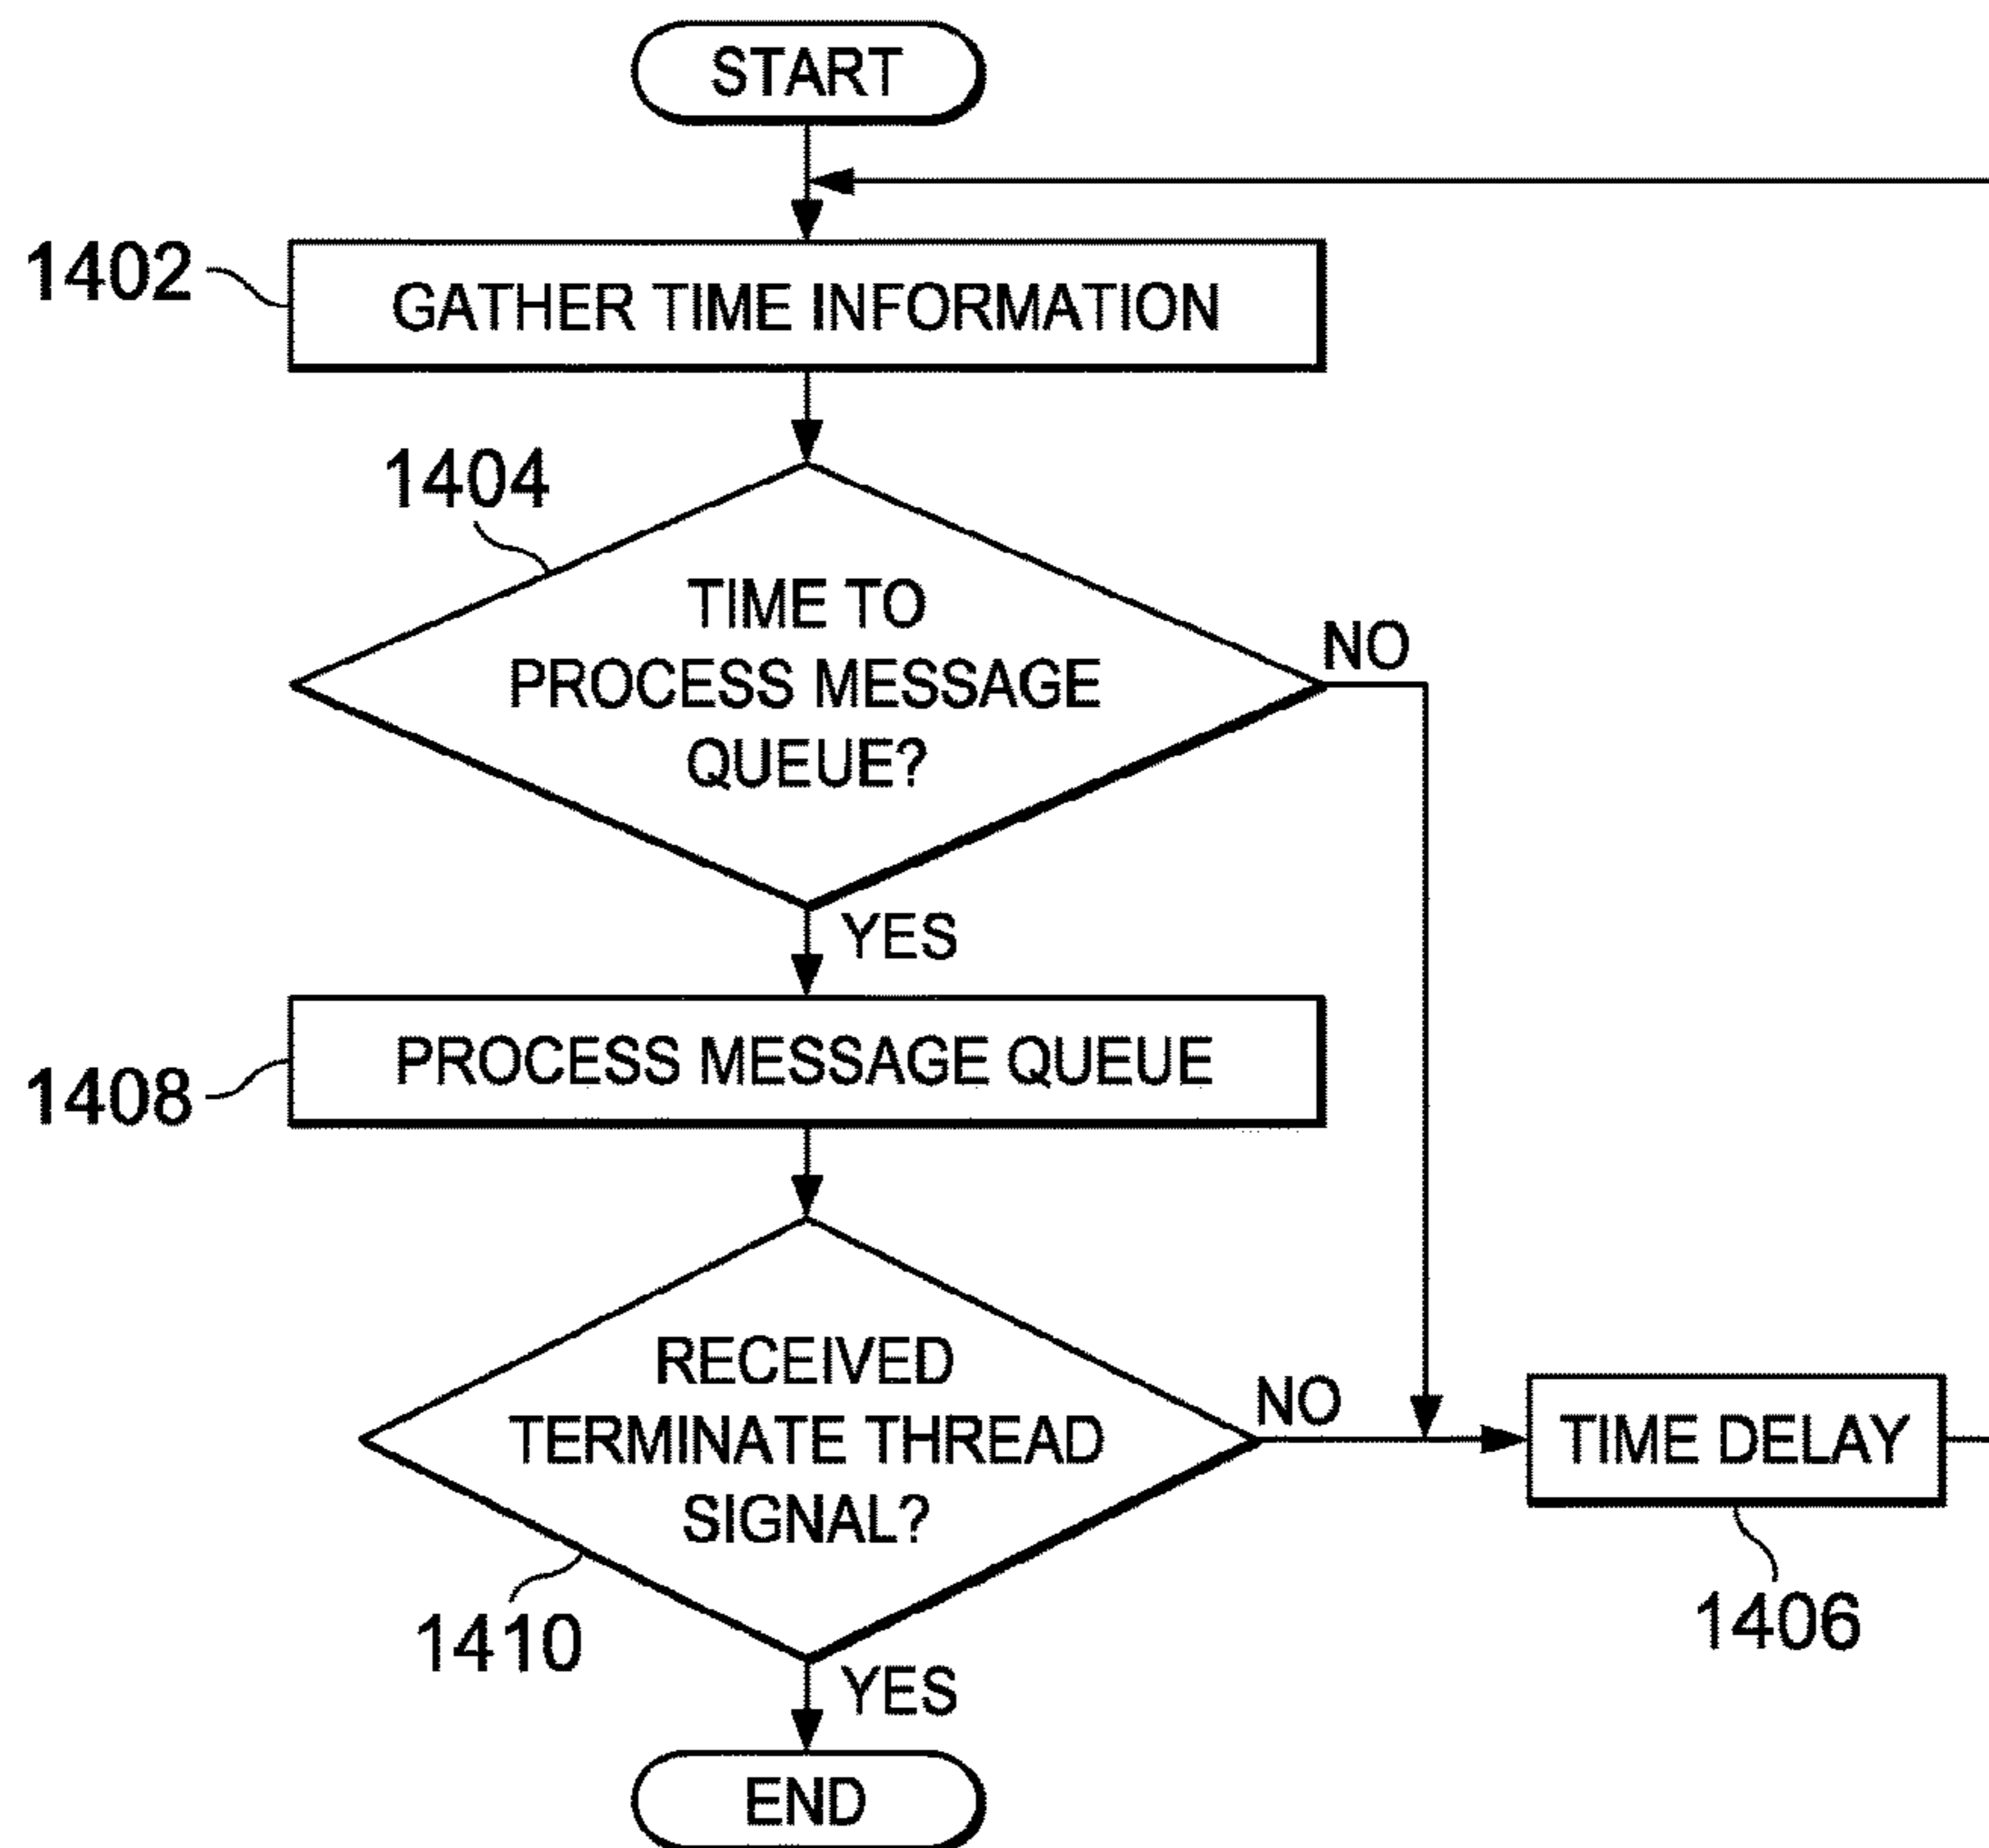 START
1402
GATHER TIME INFORMATION
1404
TIME TO
PROCESS MESSAGE
QUEUE?
NO
YES
1408
PROCESS MESSAGE QUEUE
RECEIVED
TERMINATE THREAD
SIGNAL?
NO
TIME DELAY
1406
1410
YES
END